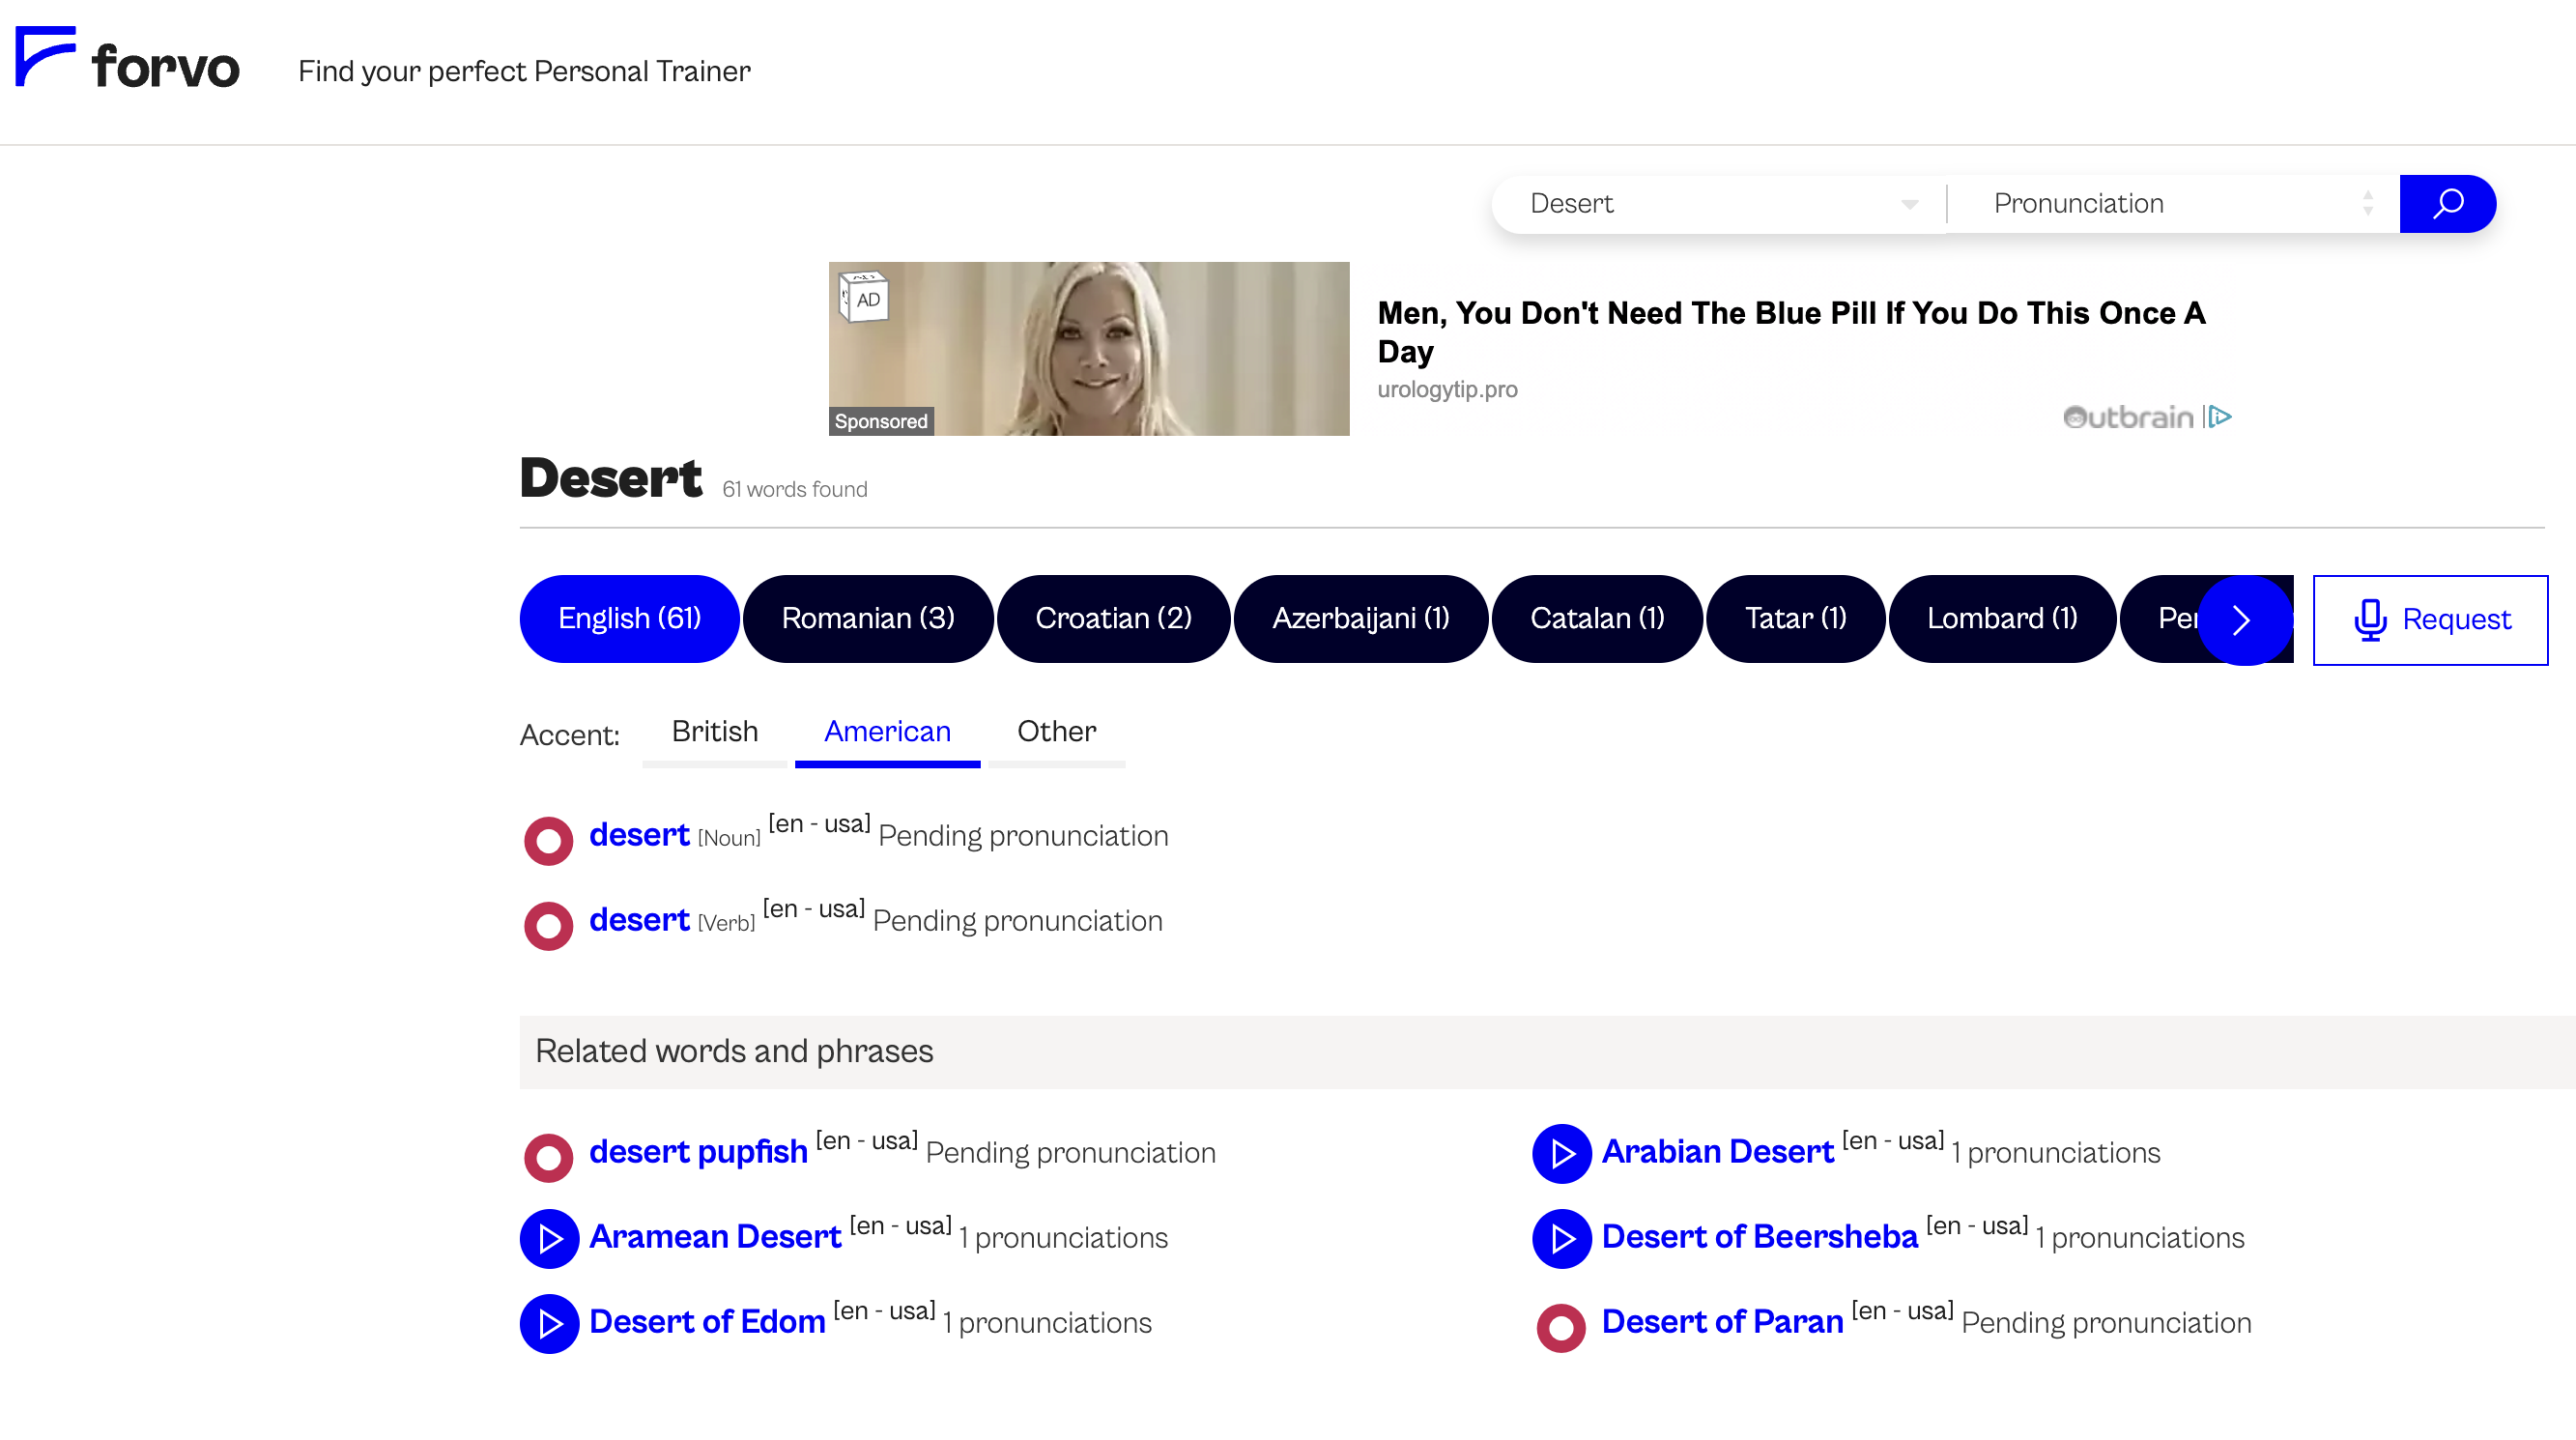 forvo
Find your perfect Personal Trainer
Desert
Pronunciation
AD
Men, You Don't Need The Blue Pill If You Do This Once A
Day
urologytip.pro
Sponsored
Outbrain
Desert 61 words found
English (61) Romanian (3) Croatian (2) Azerbaijani (1) Catalan (1) Tatar (1) Lombard (1) Per Request
Accent: British American Other
desert [Noun] [en - usa] Pending pronunciation
desert [Verb] [en - usa] Pending pronunciation
Related words and phrases
desert pupfish [en - usa] Pending pronunciation
Arabian Desert [en - usa] 1 pronunciations
Aramean Desert [en - usa] 1 pronunciations
Desert of Beersheba [en - usa] 1 pronunciations
Desert of Edom [en - usa] 1 pronunciations
Desert of Paran [en - usa] Pending pronunciation